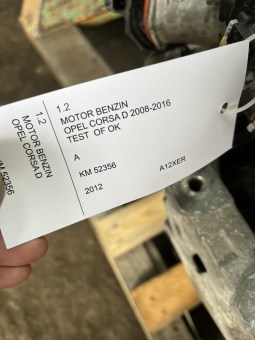 1.2
MOTOR BENZIN
OPEL CORSA D
KM 52356
1.2
MOTOR BENZIN
OPEL CORSA D 2008-2016
TEST OF OK
A
KM 52356
2012 A12XER